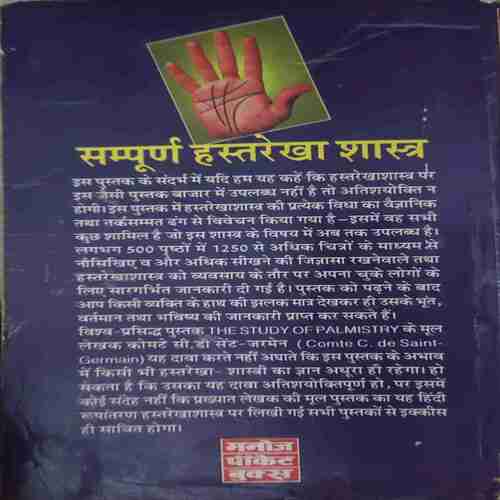 सम्पूर्ण हस्तरेखा शास्त्र
इस पुस्तक के संदर्भ में यदि हम यह कहें कि हस्तरेखाशास्त्र पर
इस जैसी पुस्तक बाजार में उपलब्ध नहीं है तो अतिशयोक्ति न
होगी। इस पुस्तक में हस्तरेखाशास्त्र की प्रत्येक विधा का वैज्ञानिक
तथा तर्कसम्मत ढंग से विवेचन किया गया है – इसमें वह सभी
कुछ शामिल है जो इस शास्त्र के विषय में अब तक उपलब्ध है।
लगभग 500 पृष्ठों में 1250 से अधिक चित्रों के माध्यम से
नौसिखिए व और अधिक सीखने की जिज्ञासा रखनेवाले तथा
हस्तरेखाशास्त्र को व्यवसाय के तौर पर अपना चुके लोगों के
लिए सारगर्भित जानकारी दी गई है। पुस्तक को पढ़ने के बाद
आप किसी व्यक्ति के हाथ की झलक मात्र देखकर ही उसके भूत,
वर्तमान तथा भविष्य की जानकारी प्राप्त कर सकते हैं।
विश्व-प्रसिद्ध पुस्तक THE STUDY OF PALMISTRY के मूल
लेखक कोमटे सी.डी सेंट-जरमेन (Comte C. de Saint-
Germain) यह दावा करते नहीं अघाते कि इस पुस्तक के अभाव
में किसी भी हस्तरेखा- शास्त्री का ज्ञान अधूरा ही रहेगा। हो
सकता है कि उसका यह दावा अतिशयोक्तिपूर्ण हो, पर इसमें
कोई संदेह नहीं कि प्रख्यात लेखक की मूल पुस्तक का यह हिंदी
रूपांतरण हस्तरेखाशास्त्र पर लिखी गई सभी पुस्तकों से इक्कीस
ही साबित होगा।
मनोज
पॉकेट
बुक्स